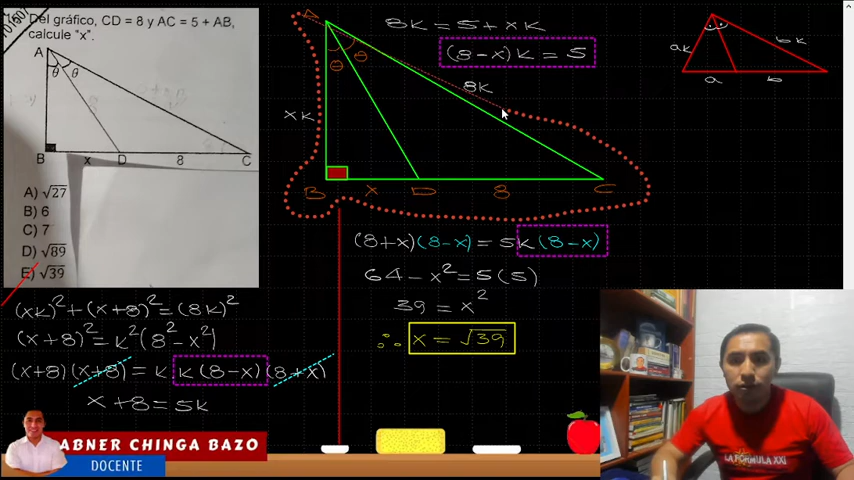 Del gráfico, CD = 8 y AC = 5 + AB,
calcule "x".
A
θ θ
B x D 8 C
A) √27
B) 6
C) 7
D) √89
E) √39
A
θ θ
xk
8k
B x D 8 C
8k = 5 + xk
(8-x)k = 5
ak bk
a b
(8+x)(8-x) = 5k(8-x)
64 - x² = 5(5)
39 = x²
∴ x = √39
(xk)² + (x+8)² = (8k)²
(x+8)² = k²(8² - x²)
(x+8)(x+8) = k k(8-x)(8+x)
x + 8 = 5k
ABNER CHINGA BAZO
DOCENTE
LA FORMULA XXI